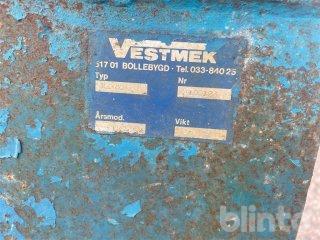 VESTMEK
517 01 BOLLEBYGD · Tel. 033-840 25
Typ Nr
Årsmod. Vikt
blinto